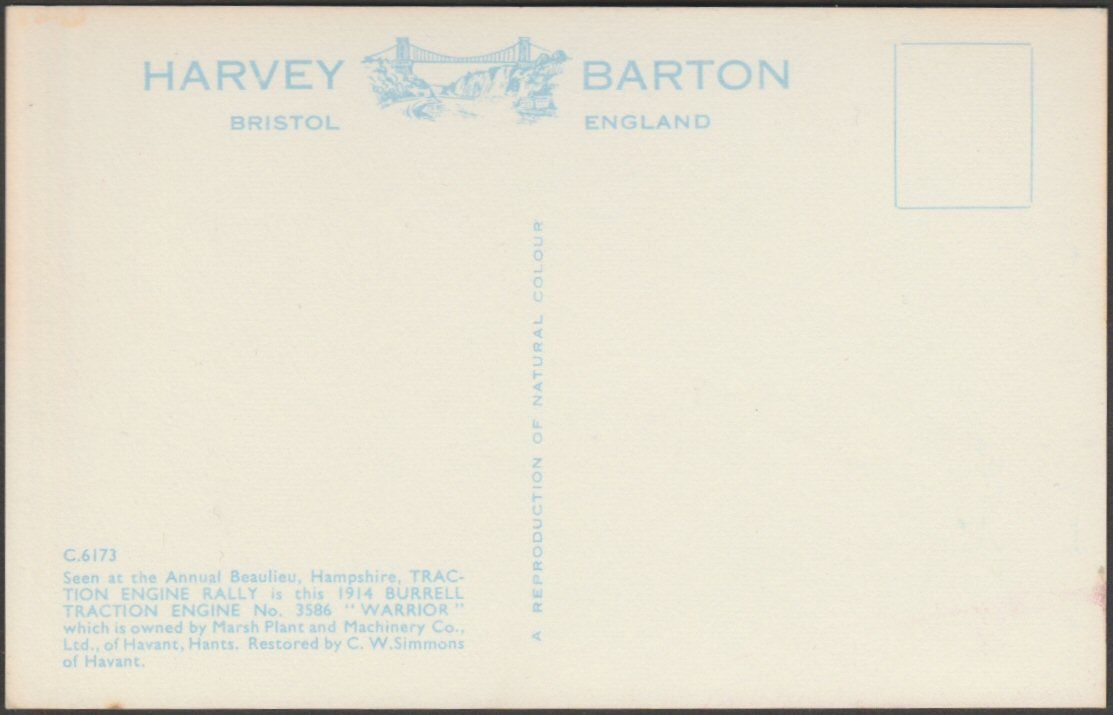 HARVEY BARTON
BRISTOL ENGLAND
A REPRODUCTION OF NATURAL COLOUR
C.6173
Seen at the Annual Beaulieu, Hampshire, TRAC-
TION ENGINE RALLY is this 1914 BURRELL
TRACTION ENGINE No. 3586 "WARRIOR"
which is owned by Marsh Plant and Machinery Co.,
Ltd., of Havant, Hants. Restored by C. W. Simmons
of Havant.